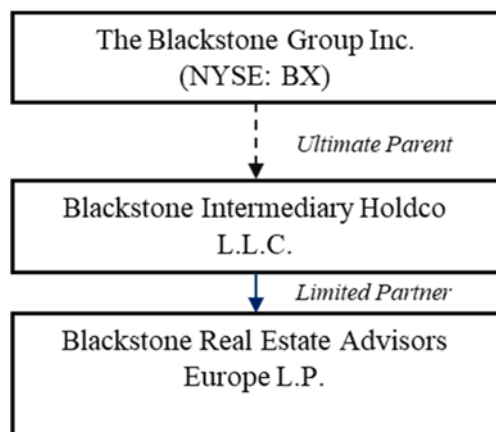 The Blackstone Group Inc.
(NYSE: BX)
Ultimate Parent
Blackstone Intermediary Holdco
L.L.C.
Limited Partner
Blackstone Real Estate Advisors
Europe L.P.